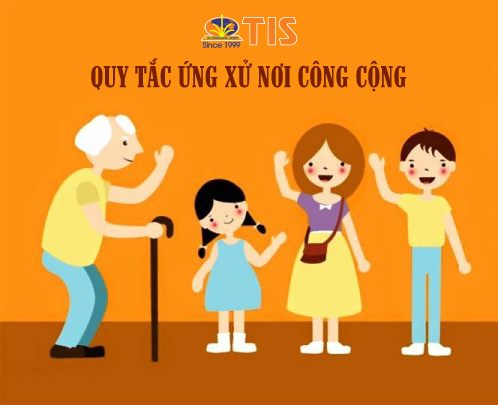 TIS
Since 1999
QUY TẮC ỨNG XỬ NƠI CÔNG CỘNG